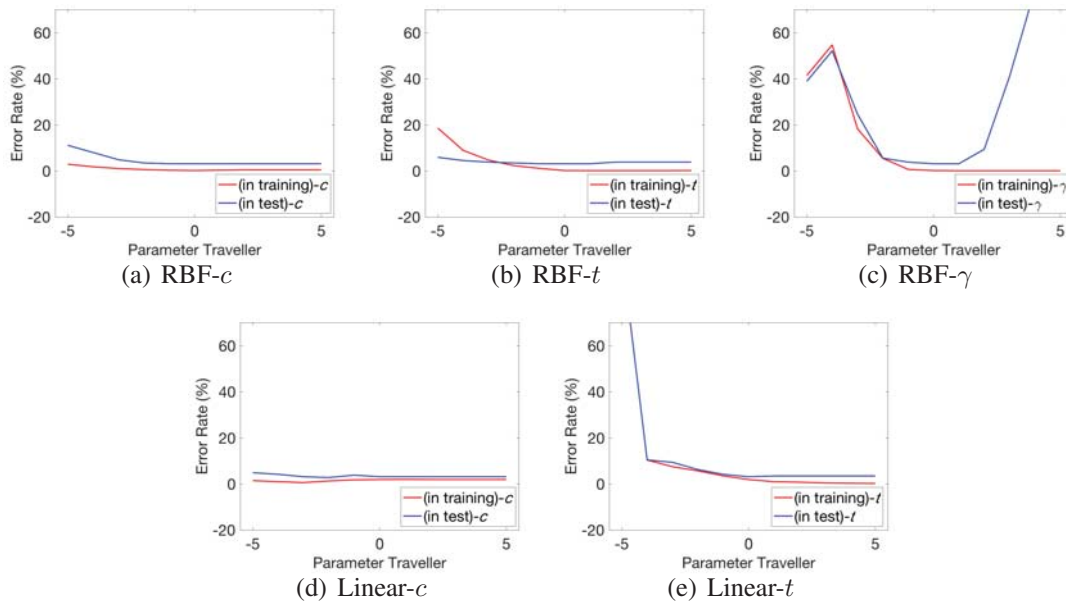 60
40
20
0
-20
Error Rate (%)
(in training)-c
(in test)-c
-5 0 5
Parameter Traveller
(a) RBF-c
60
40
20
0
-20
Error Rate (%)
(in training)-t
(in test)-t
-5 0 5
Parameter Traveller
(b) RBF-t
60
40
20
0
-20
Error Rate (%)
(in training)-γ
(in test)-γ
-5 0 5
Parameter Traveller
(c) RBF-γ
60
40
20
0
-20
Error Rate (%)
(in training)-c
(in test)-c
-5 0 5
Parameter Traveller
(d) Linear-c
60
40
20
0
-20
Error Rate (%)
(in training)-t
(in test)-t
-5 0 5
Parameter Traveller
(e) Linear-t